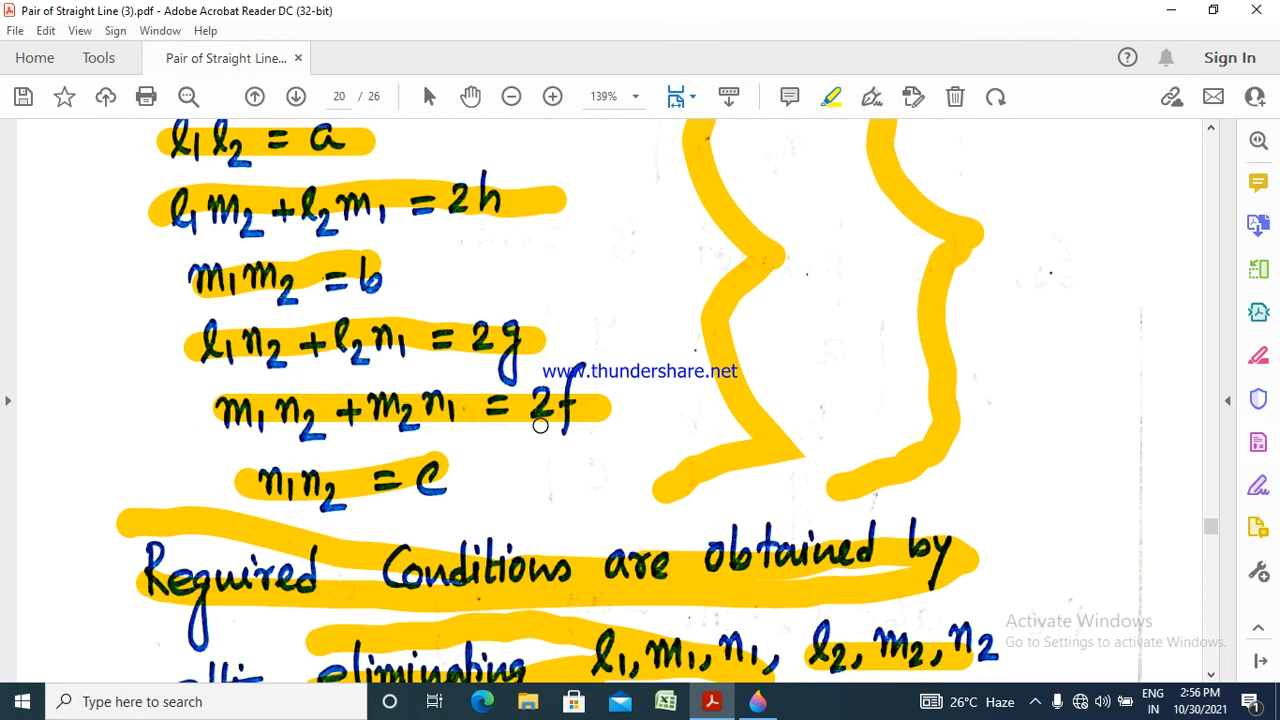 Pair of Straight Line (3).pdf - Adobe Acrobat Reader DC (32-bit)
File Edit View Sign Window Help
Home Tools Pair of Straight Line... × Sign In
20 / 26 139%
l₁l₂ = a
l₁m₂ + l₂m₁ = 2h
m₁m₂ = b
l₁n₂ + l₂n₁ = 2g
www.thundershare.net
m₁n₂ + m₂n₁ = 2f
n₁n₂ = c
Required Conditions are obtained by
eliminating l₁, m₁, n₁, l₂, m₂, n₂
Activate Windows
Go to Settings to activate Windows.
Type here to search
26°C Haze
ENG
IN
2:56 PM
10/30/2021
1